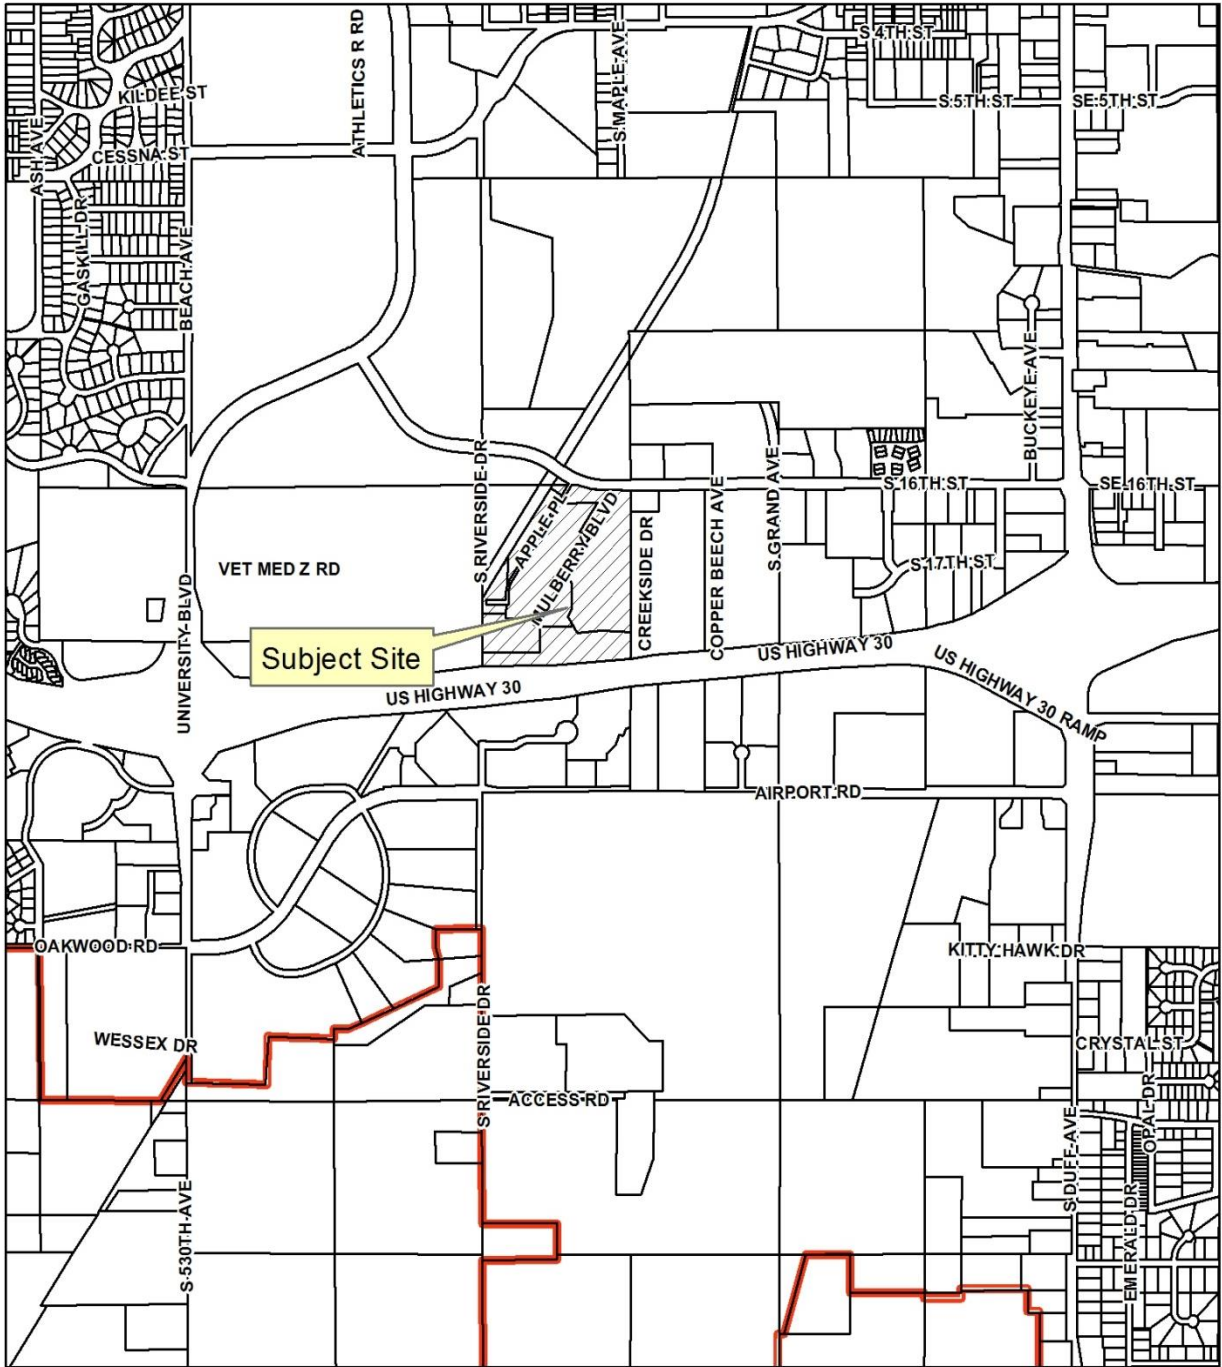 S 4TH ST
ATHLETICS R RD
S MAPLE AVE
KILDEE ST
S 5TH ST
SE 5TH ST
ASH AVE
CESSNA ST
GASKILL DR
BEACH AVE
BUCKEYE AVE
S RIVERSIDE DR
S GRAND AVE
S 16TH ST
SE 16TH ST
APPLE PL
MULBERRY BLVD
CREEKSIDE DR
COPPER BEECH AVE
S 17TH ST
VET MED Z RD
UNIVERSITY BLVD
Subject Site
US HIGHWAY 30
US HIGHWAY 30
US HIGHWAY 30 RAMP
AIRPORT RD
OAKWOOD RD
KITTY HAWK DR
WESSEX DR
S RIVERSIDE DR
CRYSTAL ST
ACCESS RD
OPAL DR
S DUFF AVE
S 530TH AVE
EMERALD DR